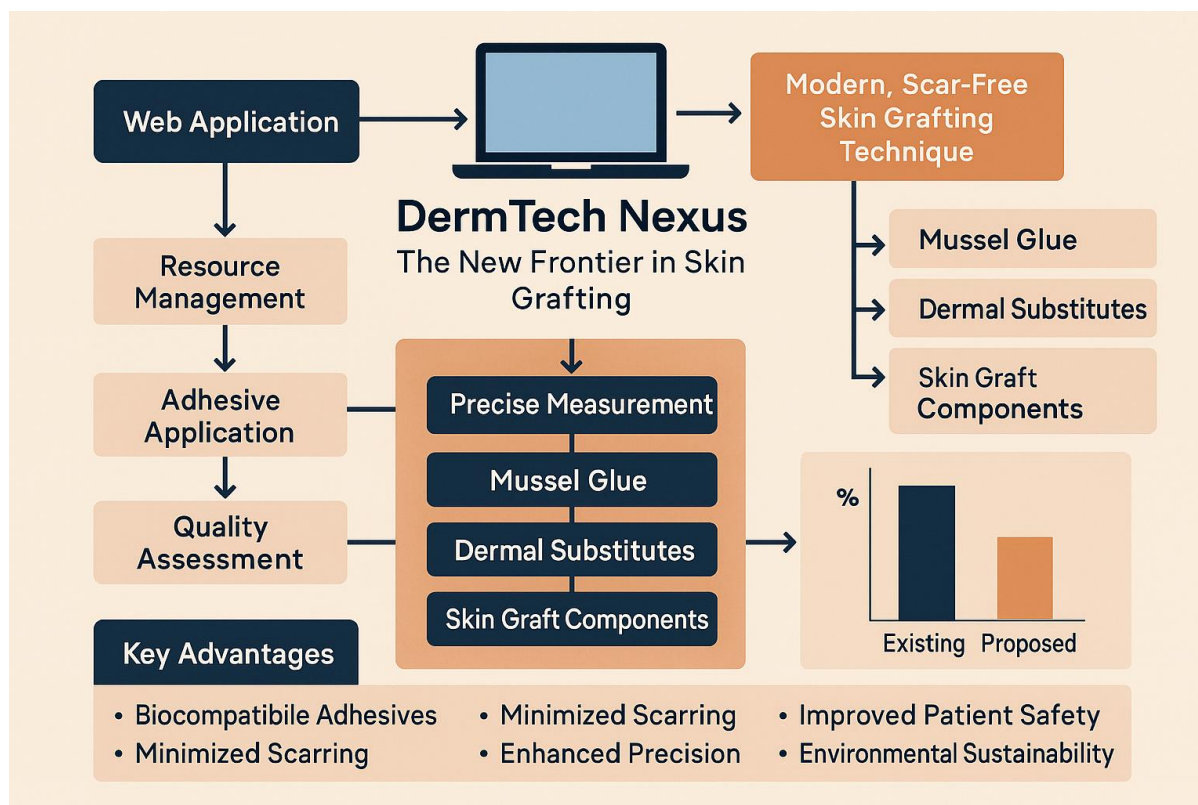 Web Application
Modern, Scar-Free
Skin Grafting
Technique
DermTech Nexus
The New Frontier in Skin
Grafting
Resource
Management
Adhesive
Application
Quality
Assessment
Precise Measurement
Mussel Glue
Dermal Substitutes
Skin Graft Components
Mussel Glue
Dermal Substitutes
Skin Graft
Components
%
Existing
Proposed
Key Advantages
• Biocompatibile Adhesives
• Minimized Scarring
• Minimized Scarring
• Enhanced Precision
• Improved Patient Safety
• Environmental Sustainability